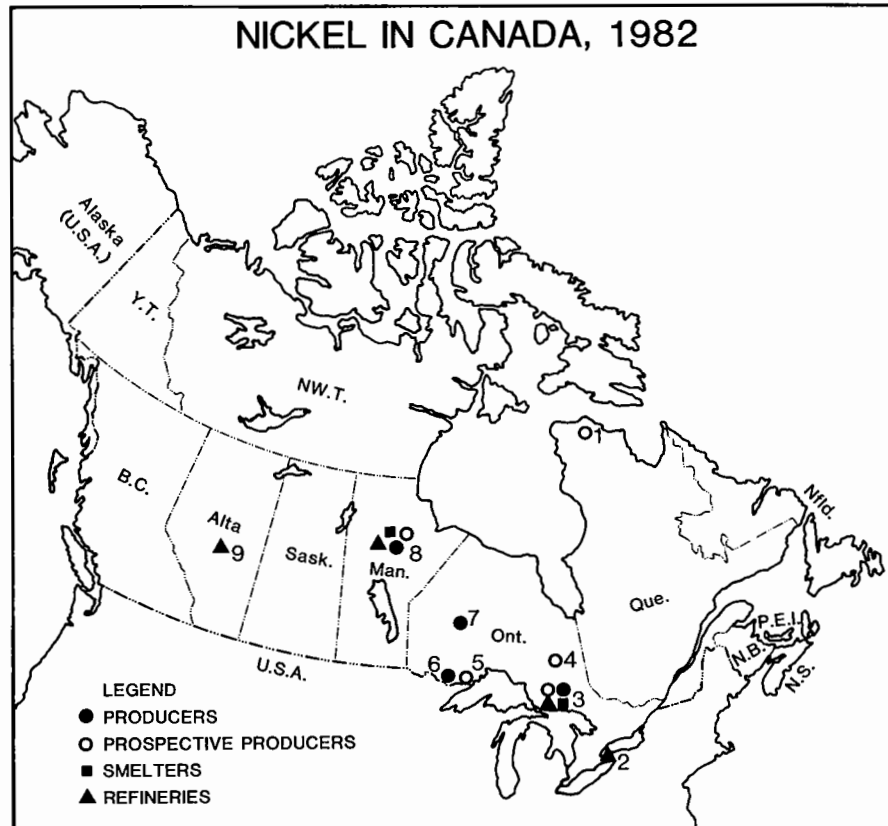 NICKEL IN CANADA, 1982
Alaska
(U.S.A.)
Y.T.
N.W.T.
1
B.C.
Alta
9
Sask.
8
Man.
Nfld.
Que.
7
Ont.
P.E.I.
N.B.
N.S.
4
6
5
3
U.S.A.
2
LEGEND
PRODUCERS
PROSPECTIVE PRODUCERS
SMELTERS
REFINERIES